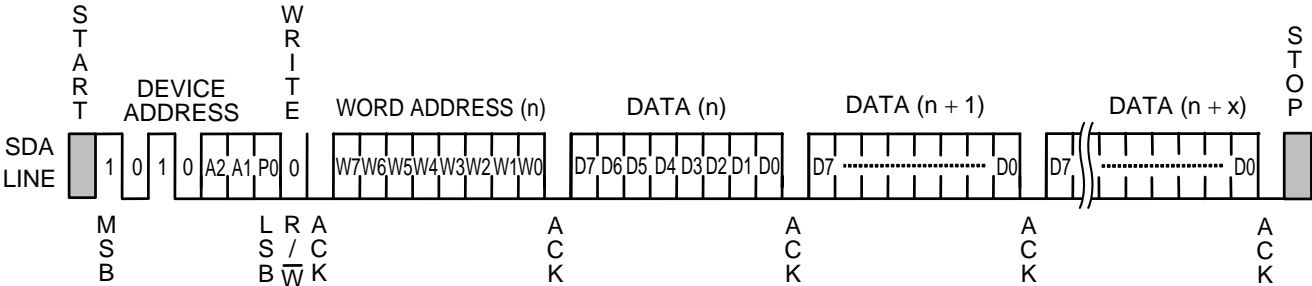 START
WRITE
STOP
DEVICE
ADDRESS
WORD ADDRESS (n)
DATA (n)
DATA (n + 1)
DATA (n + x)
SDA
LINE
1 0 1 0 A2 A1 P0 0 W7 W6 W5 W4 W3 W2 W1 W0 D7 D6 D5 D4 D3 D2 D1 D0 D7 D0 D7 D0
MSB
LSB
R/W̅
ACK
ACK
ACK
ACK
ACK